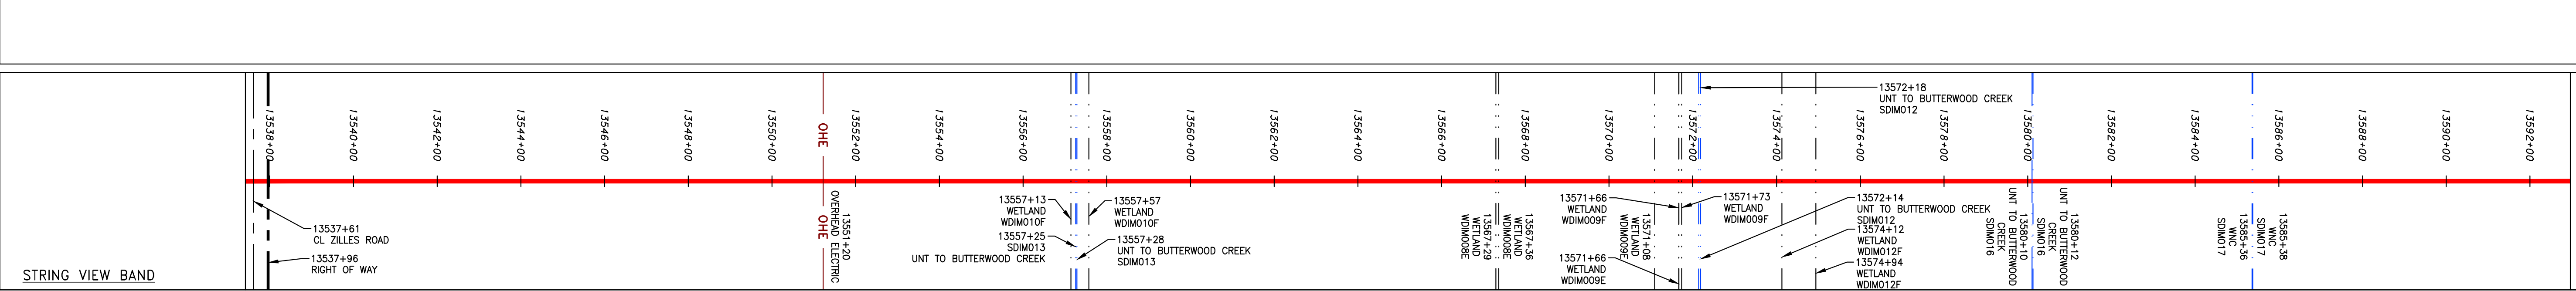 13538+00
13540+00
13542+00
13544+00
13546+00
13548+00
13550+00
OHE
13552+00
13554+00
13556+00
13558+00
13560+00
13562+00
13564+00
13566+00
13568+00
13570+00
13572+00
13574+00
13576+00
13578+00
13580+00
13582+00
13584+00
13586+00
13588+00
13590+00
13592+00
13572+18
UNT TO BUTTERWOOD CREEK
SDIM012
STRING VIEW BAND
13537+61
CL ZILLES ROAD
13537+96
RIGHT OF WAY
OHE
13551+20
OVERHEAD ELECTRIC
13557+13
WETLAND
WDIM010F
13557+25
SDIM013
UNT TO BUTTERWOOD CREEK
13557+57
WETLAND
WDIM010F
13557+28
UNT TO BUTTERWOOD CREEK
SDIM013
13567+29
WETLAND
WDIM008E
13567+36
WETLAND
WDIM008E
13571+66
WETLAND
WDIM009F
13571+66
WETLAND
WDIM009E
13571+08
WETLAND
WDIM009E
13571+73
WETLAND
WDIM009F
13572+14
UNT TO BUTTERWOOD CREEK
SDIM012
13574+12
WETLAND
WDIM012F
13574+94
WETLAND
WDIM012F
13580+10
UNT TO BUTTERWOOD
CREEK
SDIM016
13580+12
UNT TO BUTTERWOOD
CREEK
SDIM016
13585+36
WNC
SDIM017
13585+38
WNC
SDIM017